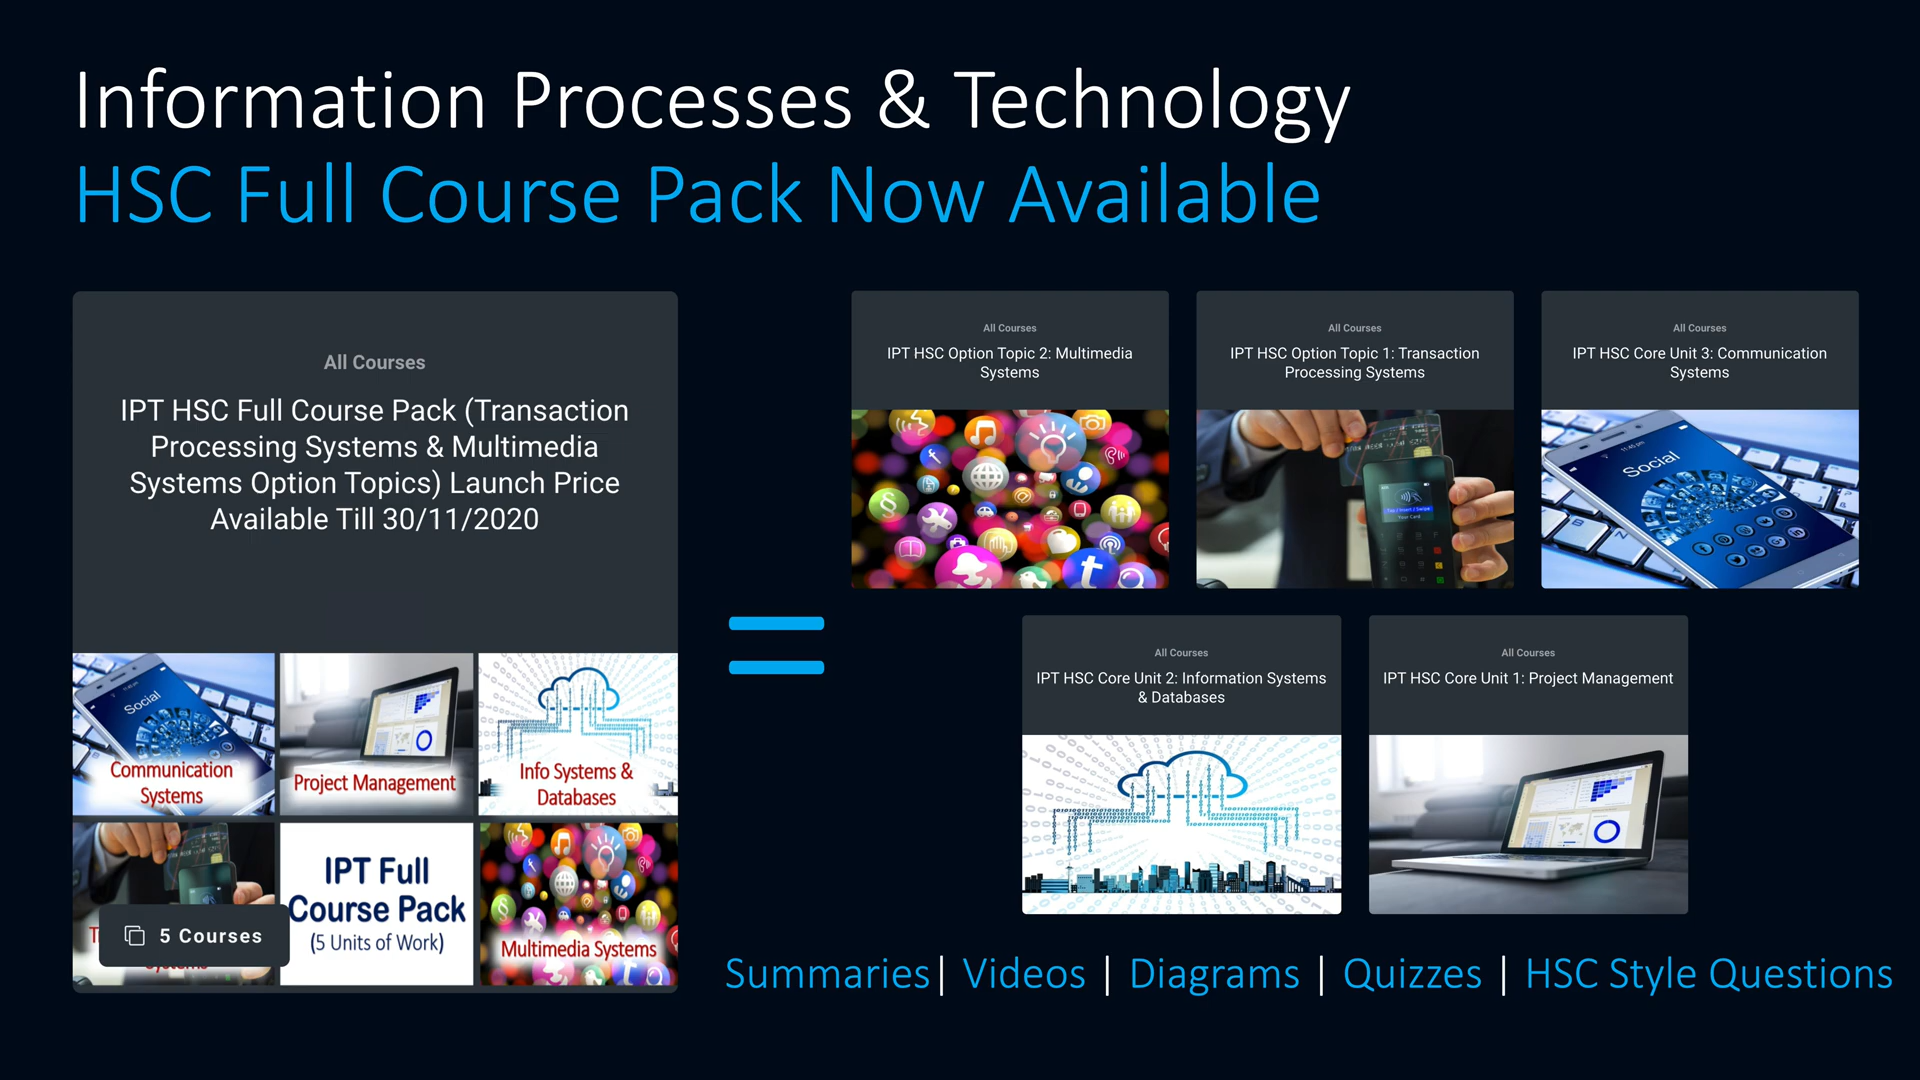 Information Processes & Technology
HSC Full Course Pack Now Available
All Courses
IPT HSC Full Course Pack (Transaction
Processing Systems & Multimedia
Systems Option Topics) Launch Price
Available Till 30/11/2020
Social
Communication
Systems
Project Management
Info Systems &
Databases
5 Courses
IPT Full
Course Pack
(5 Units of Work)
Multimedia Systems
All Courses
IPT HSC Option Topic 2: Multimedia
Systems
All Courses
IPT HSC Option Topic 1: Transaction
Processing Systems
All Courses
IPT HSC Core Unit 3: Communication
Systems
11:45 pm
Social
All Courses
IPT HSC Core Unit 2: Information Systems
& Databases
All Courses
IPT HSC Core Unit 1: Project Management
Summaries| Videos | Diagrams | Quizzes | HSC Style Questions